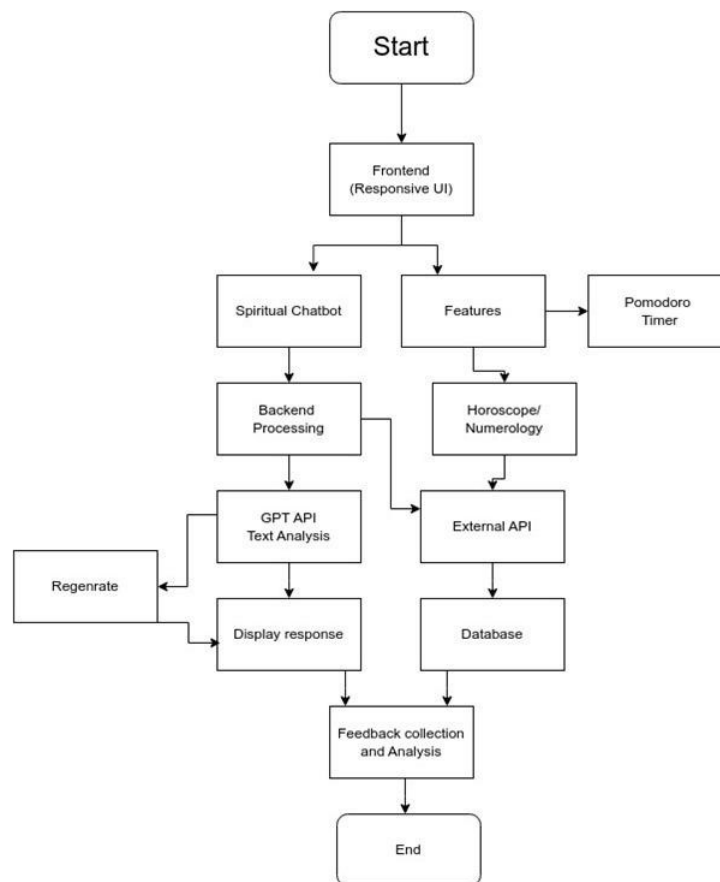 Start
Frontend
(Responsive UI)
Spiritual Chatbot
Features
Pomodoro
Timer
Backend
Processing
Horoscope/
Numerology
GPT API
Text Analysis
External API
Regenrate
Display response
Database
Feedback collection
and Analysis
End